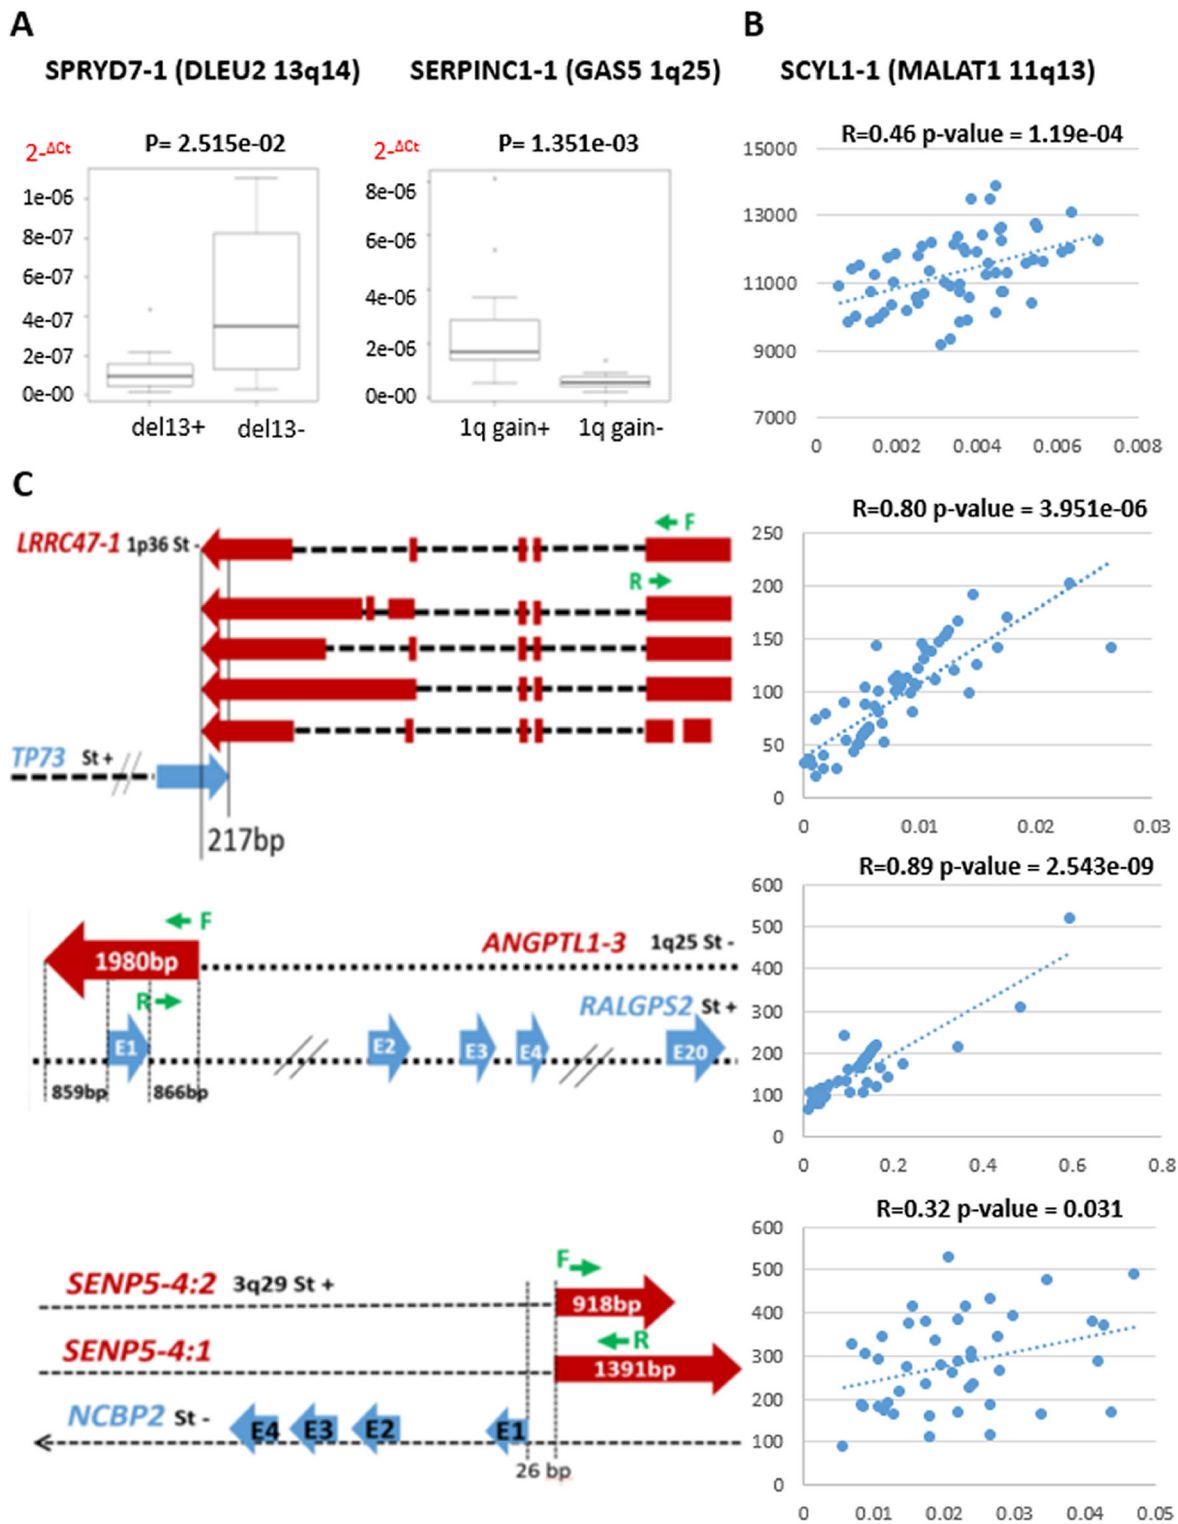 A
B
SPRYD7-1 (DLEU2 13q14)
SERPINC1-1 (GAS5 1q25)
SCYL1-1 (MALAT1 11q13)
2-ΔCt
P= 2.515e-02
1e-06
8e-07
6e-07
4e-07
2e-07
0e-00
del13+
del13-
2-ΔCt
P= 1.351e-03
8e-06
6e-06
4e-06
2e-06
0e-06
1q gain+
1q gain-
R=0.46 p-value = 1.19e-04
15000
13000
11000
9000
7000
0
0.002
0.004
0.006
0.008
C
LRRC47-1 1p36 St -
F
R
TP73 St +
217bp
R=0.80 p-value = 3.951e-06
250
200
150
100
50
0
0
0.01
0.02
0.03
F
1980bp
ANGPTL1-3 1q25 St -
R
RALGPS2 St +
E1
E2
E3
E4
E20
859bp
866bp
R=0.89 p-value = 2.543e-09
600
500
400
300
200
100
0
0
0.2
0.4
0.6
0.8
F
SENP5-4:2 3q29 St +
918bp
SENP5-4:1
R
1391bp
NCBP2 St -
E4
E3
E2
E1
26 bp
R=0.32 p-value = 0.031
600
500
400
300
200
100
0
0
0.01
0.02
0.03
0.04
0.05